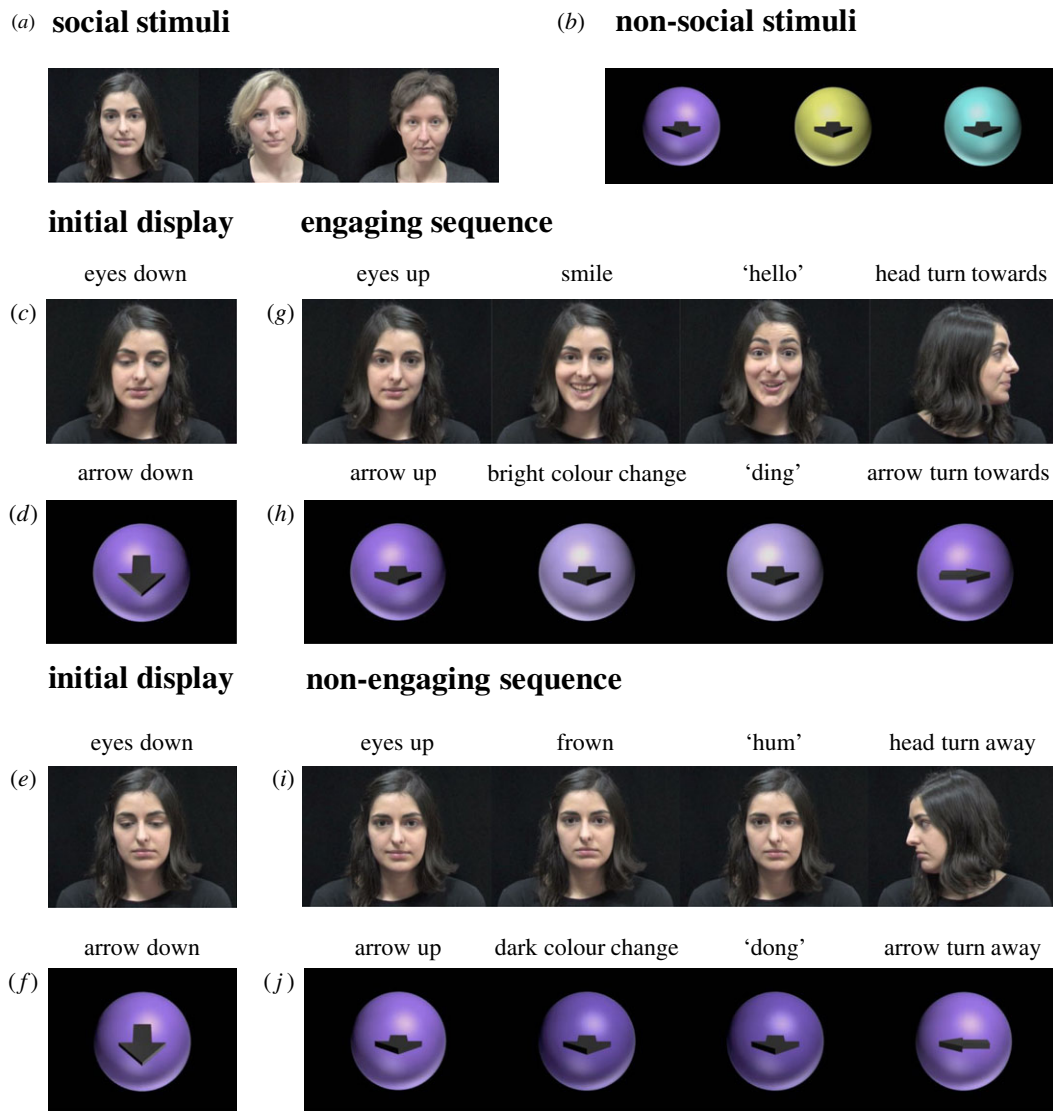 (a) social stimuli
(b) non-social stimuli
initial display
engaging sequence
eyes down
eyes up
smile
‘hello’
head turn towards
(c)
(g)
arrow down
arrow up
bright colour change
‘ding’
arrow turn towards
(d)
(h)
initial display
non-engaging sequence
eyes down
eyes up
frown
‘hum’
head turn away
(e)
(i)
arrow down
arrow up
dark colour change
‘dong’
arrow turn away
(f)
(j)